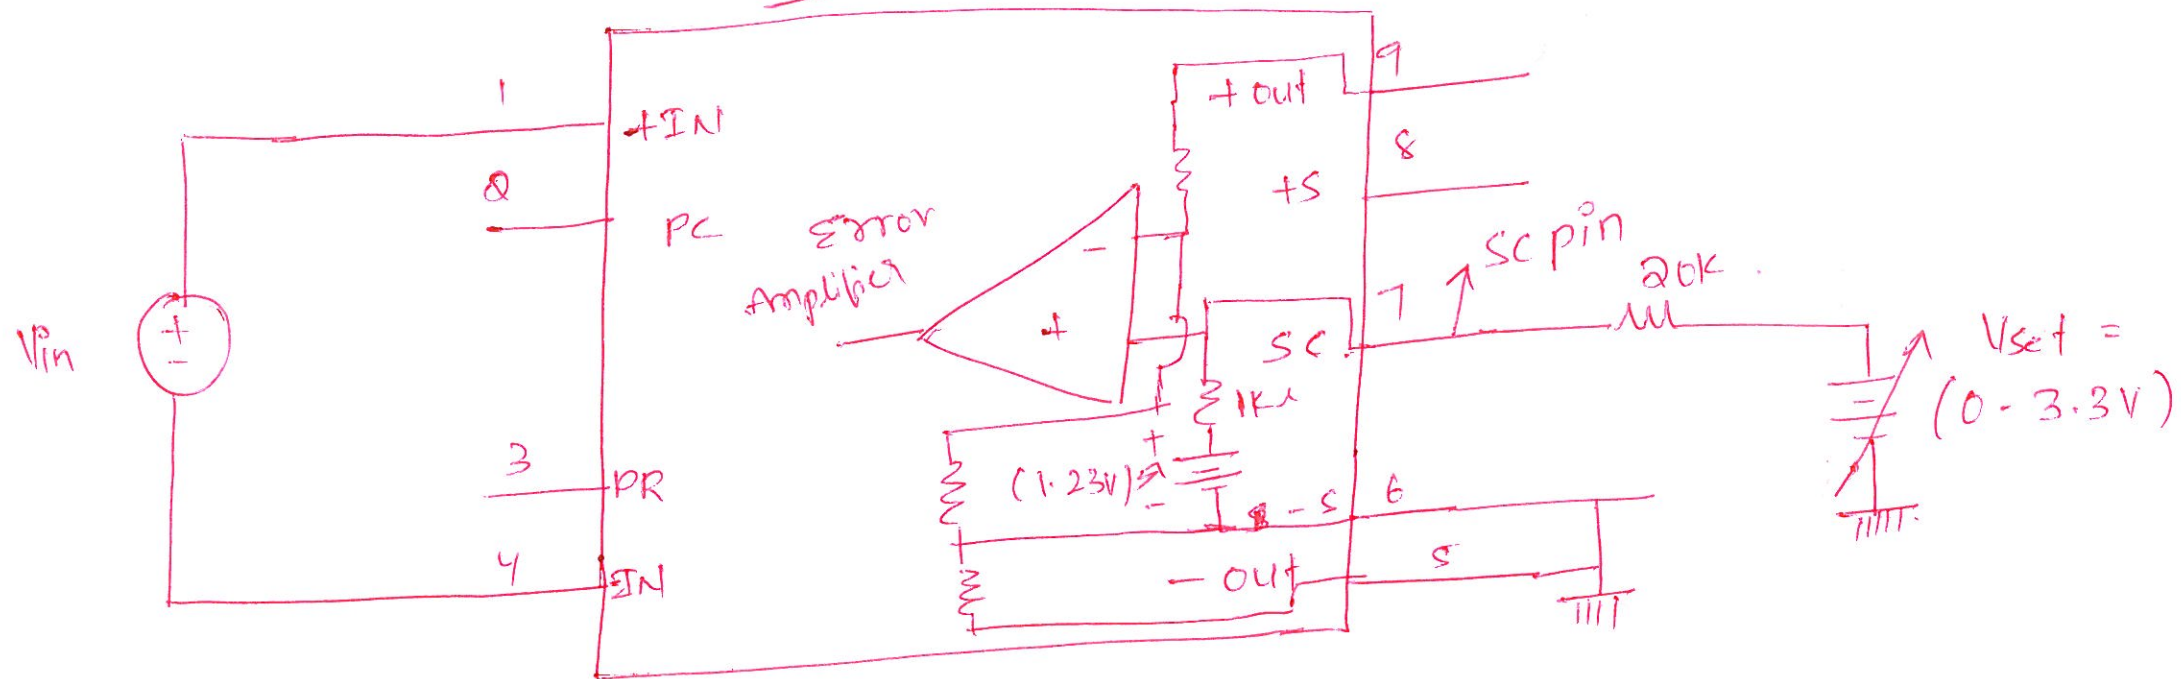 1
+IN
2
PC
Error
Amplifier
Vin
+
-
3
PR
4
IN
-
+
+out
9
8
+S
SC pin
20K
7
SC
1K
+
(1.23V)
-
-S
6
-out
5
Vset =
(0-3.3V)